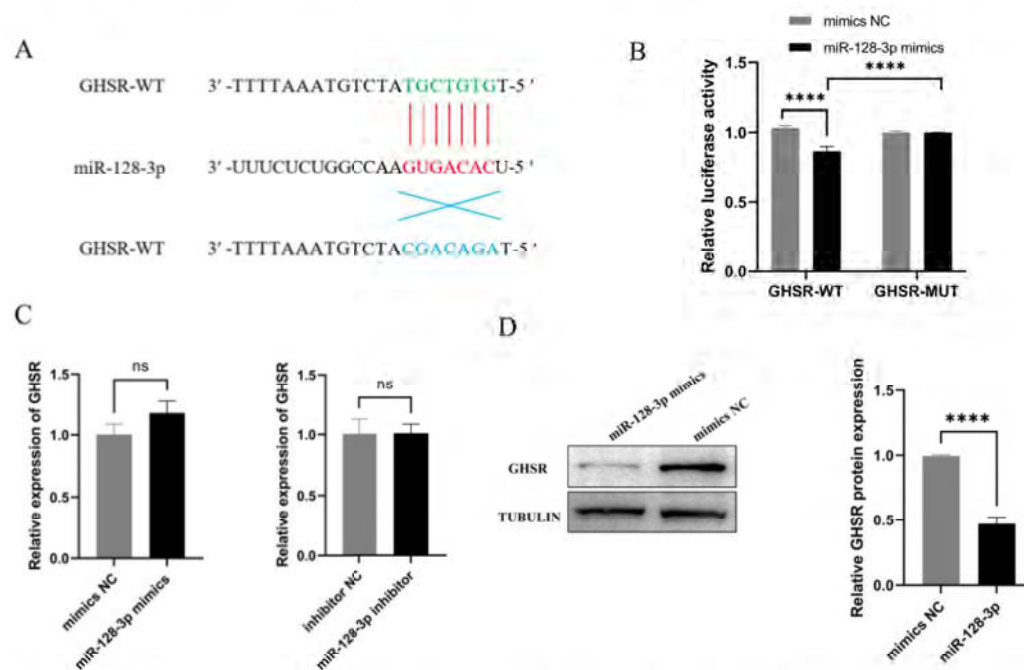 A
GHSR-WT 3' -TTTTAAATGTCTATGCTGTGT-5 '
miR-128-3p 3' -UUUCUCUGGCCAAGUGACACU-5 '
GHSR-WT 3' -TTTTAAATGTCTACGACAGAT-5 '
B
mimics NC
miR-128-3p mimics
Relative luciferase activity
1.5
1.0
0.5
0.0
****
****
GHSR-WT GHSR-MUT
C
Relative expression of GHSR
1.5
1.0
0.5
0.0
ns
mimics NC
miR-128-3p mimics
Relative expression of GHSR
1.5
1.0
0.5
0.0
ns
inhibitor NC
miR-128-3p inhibitor
D
miR-128-3p mimics
mimics NC
GHSR
TUBULIN
Relative GHSR protein expression
1.5
1.0
0.5
0.0
****
mimics NC
miR-128-3p